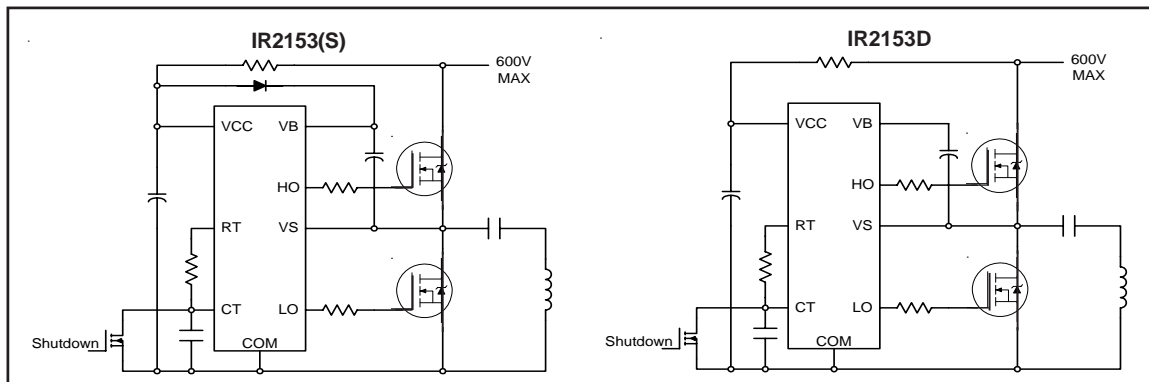 IR2153(S)
600V
MAX
VCC
VB
HO
RT
VS
CT
LO
Shutdown
COM
IR2153D
600V
MAX
VCC
VB
HO
RT
VS
CT
LO
Shutdown
COM